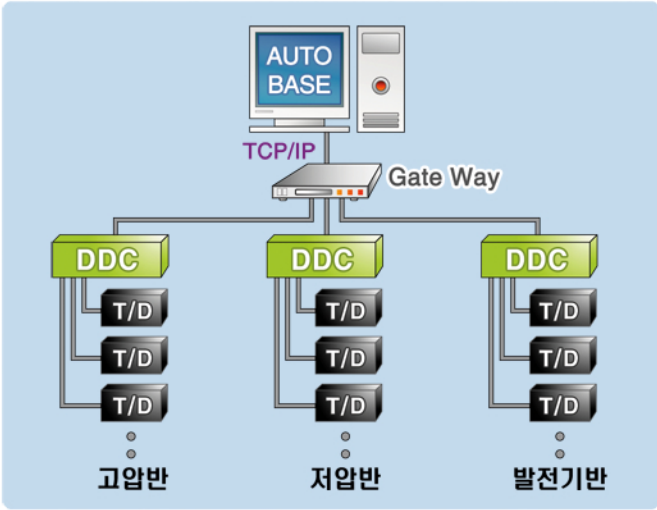 AUTO
BASE
TCP/IP
Gate Way
DDC DDC DDC
T/D T/D T/D
T/D T/D T/D
T/D T/D T/D
고압반 저압반 발전기반